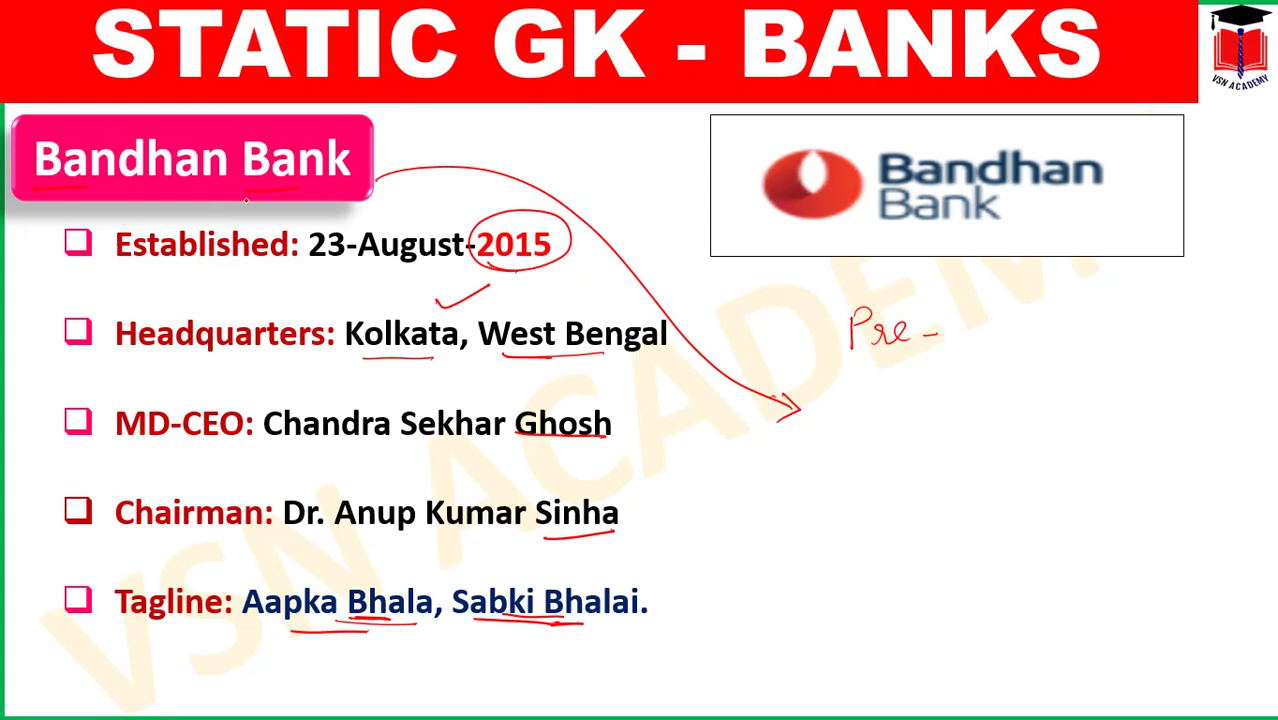 STATIC GK - BANKS
VSN ACADEMY
Bandhan Bank
Bandhan
Bank
Established: 23-August-2015
Headquarters: Kolkata, West Bengal
Pre -
MD-CEO: Chandra Sekhar Ghosh
Chairman: Dr. Anup Kumar Sinha
Tagline: Aapka Bhala, Sabki Bhalai.
VSN ACADEMY